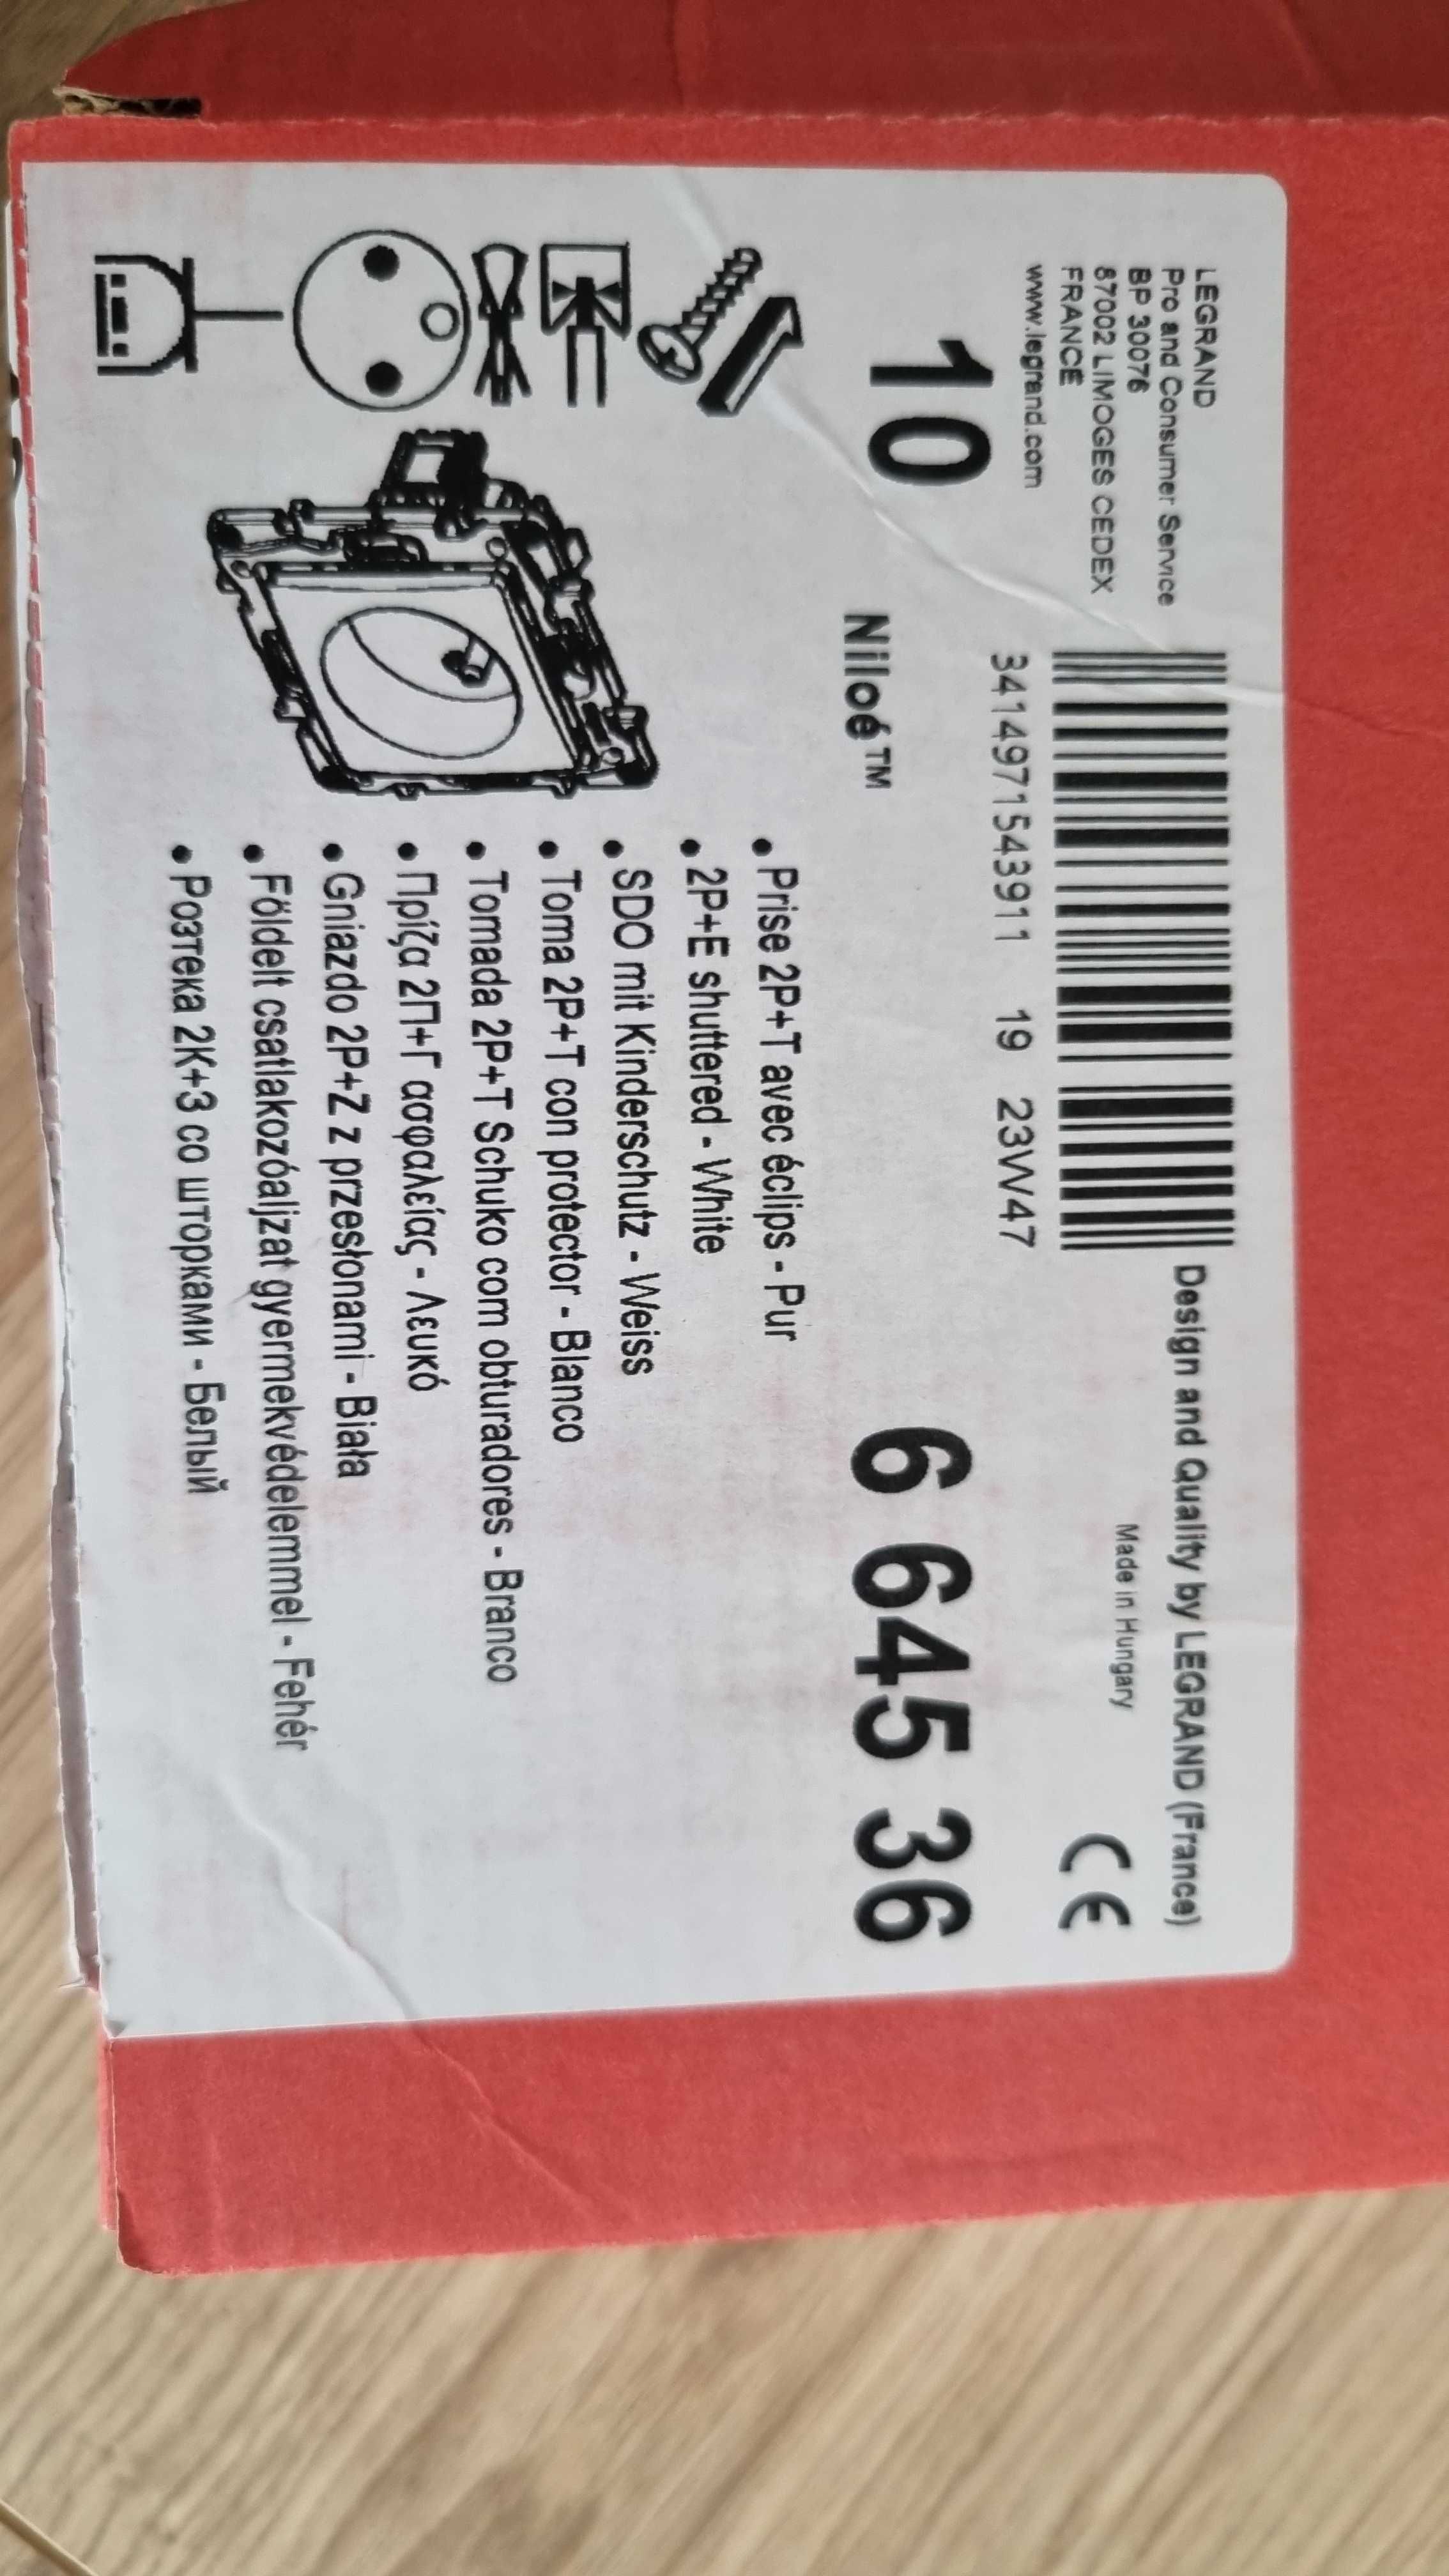 LEGRAND
Pro and Consumer Service
BP 30076
87002 LIMOGES CEDEX
FRANCE
www.legrand.com
3414971543911 19 23W47
Design and Quality by LEGRAND (France)
Made in Hungary
CE
10
Niloé™
6 645 36
• Prise 2P+T avec éclips - Pur
• 2P+E shuttered - White
• SDO mit Kinderschutz - Weiss
• Toma 2P+T con protector - Blanco
• Tomada 2P+T Schuko com obturadores - Branco
• Πρίζα 2Π+Γ ασφαλείας - Λευκό
• Gniazdo 2P+Z z przesłonami - Biała
• Földelt csatlakozóaljzat gyermekvédelemmel - Fehér
• Розтека 2К+З со шторками - Белый